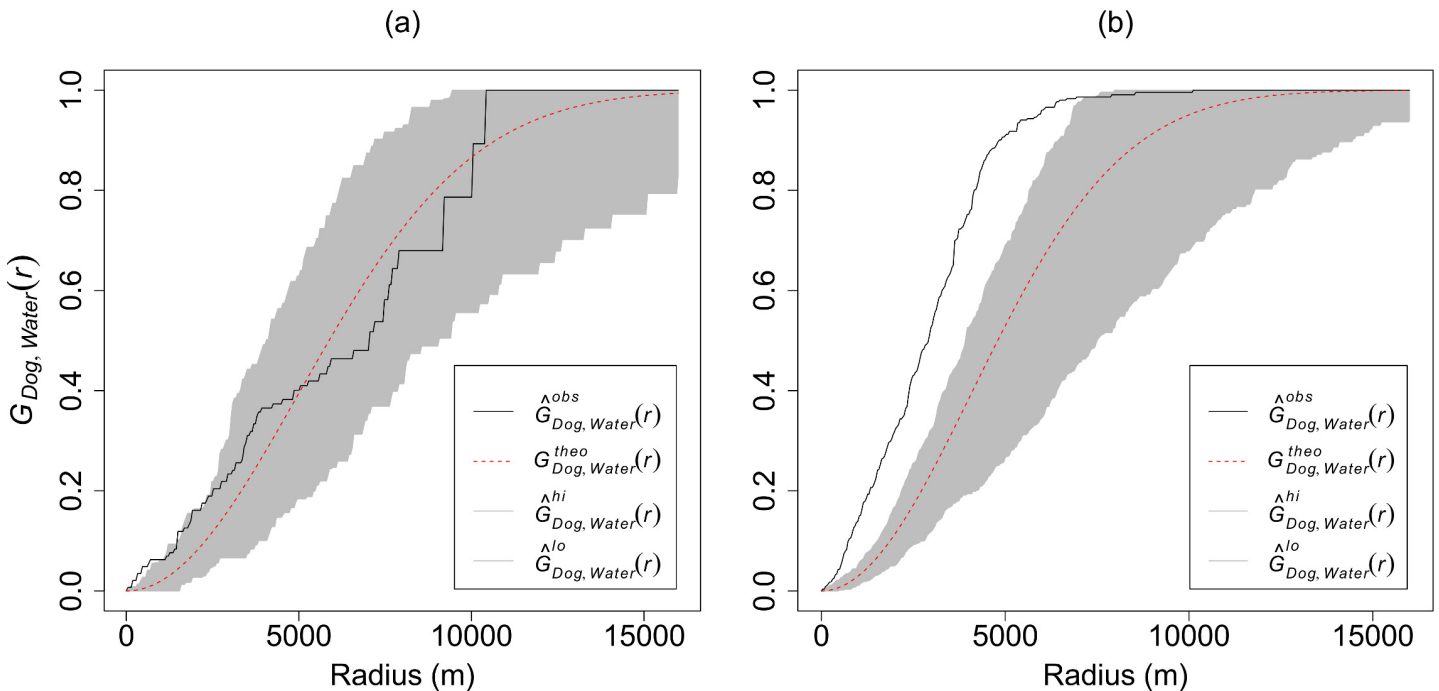 (a)
G_Dog, Water(r)
1.0
0.8
0.6
0.4
0.2
0.0
Ĝ^obs_Dog, Water(r)
G^theo_Dog, Water(r)
Ĝ^hi_Dog, Water(r)
Ĝ^lo_Dog, Water(r)
0 5000 10000 15000
Radius (m)
(b)
1.0
0.8
0.6
0.4
0.2
0.0
Ĝ^obs_Dog, Water(r)
G^theo_Dog, Water(r)
Ĝ^hi_Dog, Water(r)
Ĝ^lo_Dog, Water(r)
0 5000 10000 15000
Radius (m)